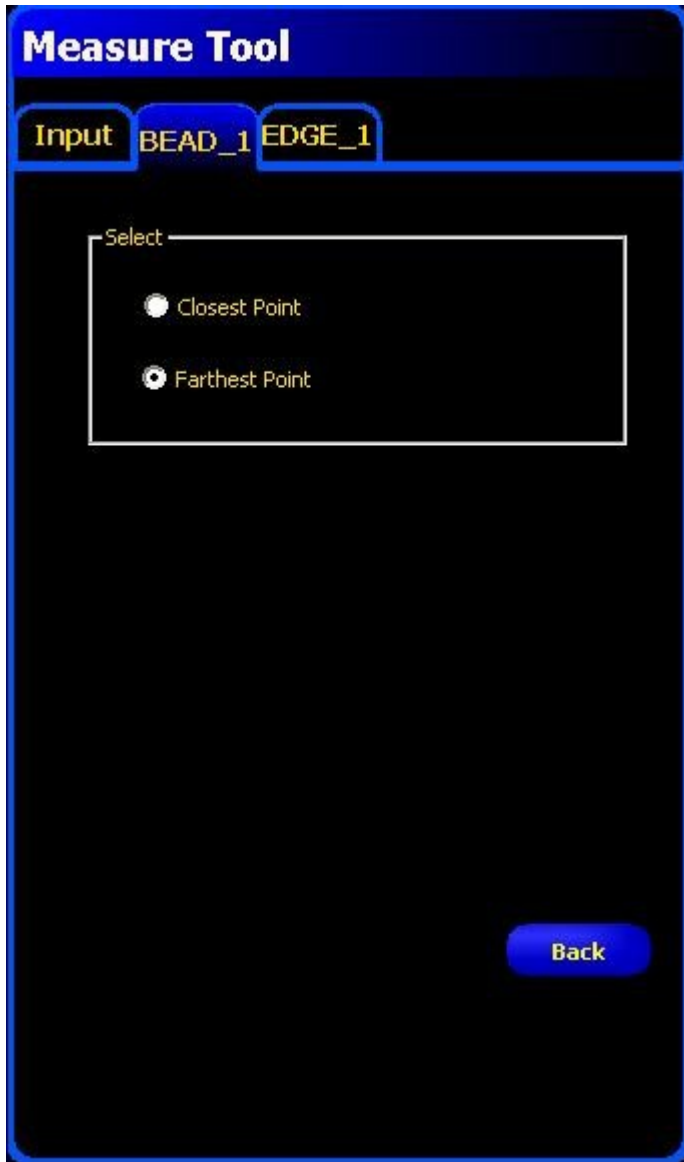 Measure Tool
Input BEAD_1 EDGE_1
Select
Closest Point
Farthest Point
Back